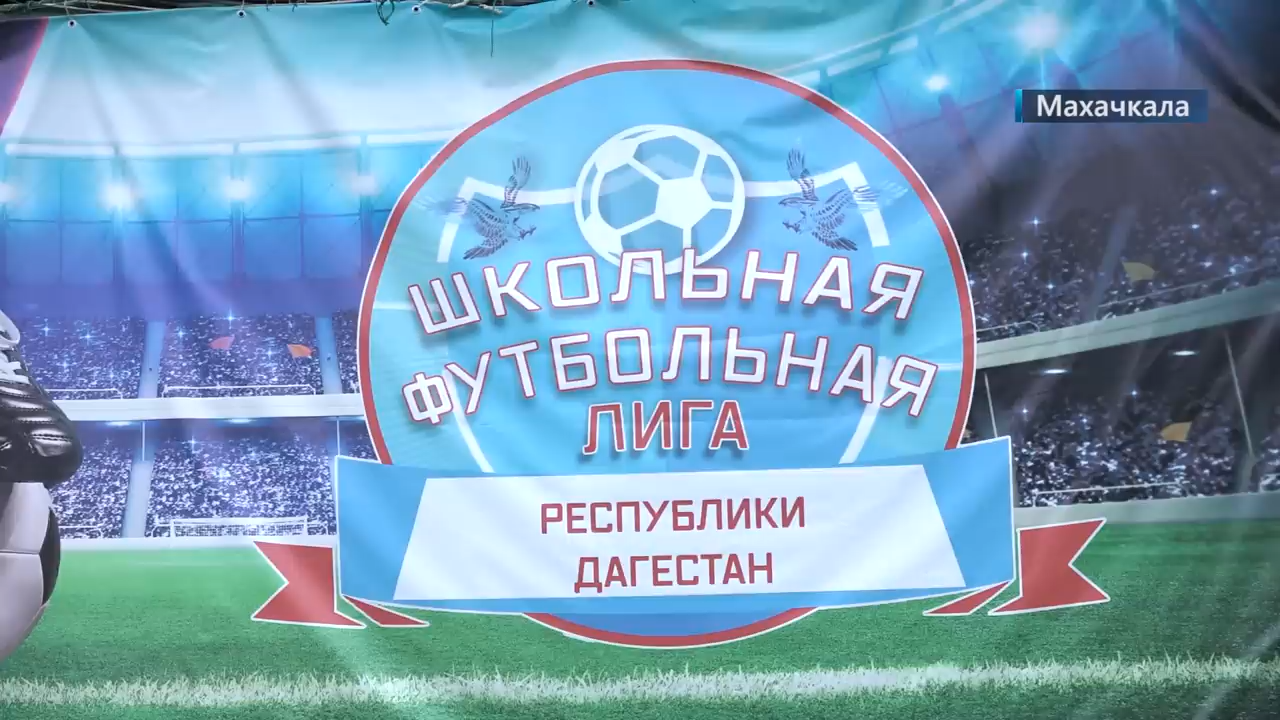 Махачкала
ШКОЛЬНАЯ
ФУТБОЛЬНАЯ
ЛИГА
РЕСПУБЛИКИ
ДАГЕСТАН